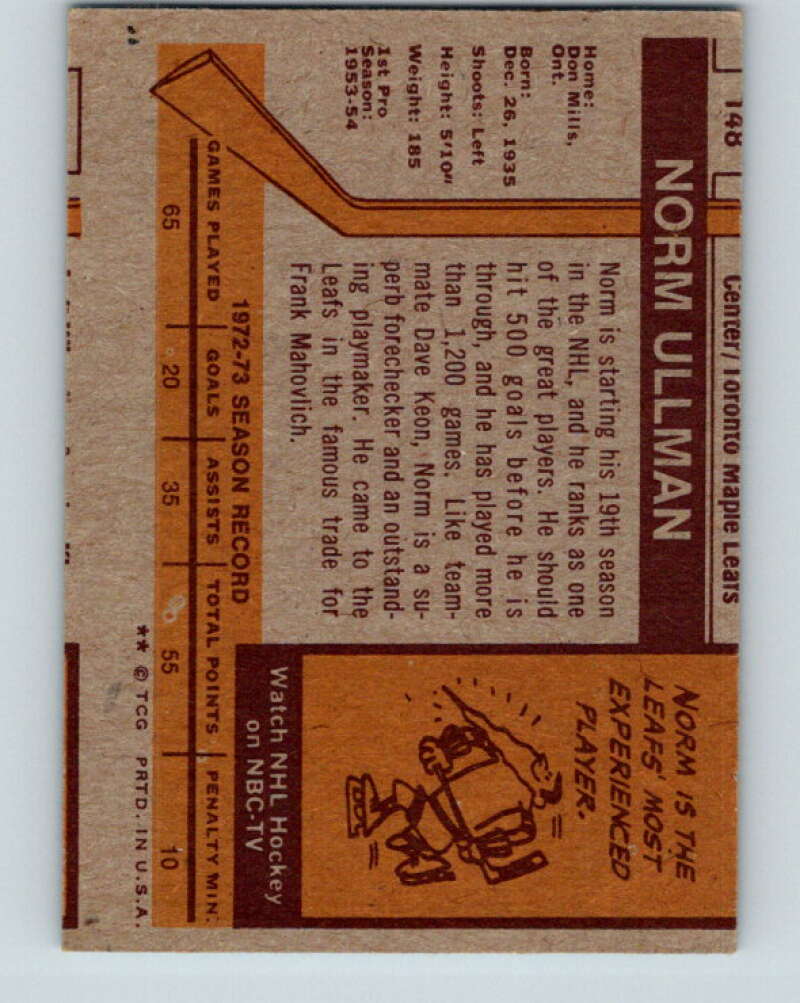 148
Center/Toronto Maple Leafs
NORM ULLMAN
Home:
Don Mills,
Ont.
Born:
Dec. 26, 1935
Shoots: Left
Height: 5'10"
Weight: 185
1st Pro
Season:
1953-54
Norm is starting his 19th season
in the NHL, and he ranks as one
of the great players. He should
hit 500 goals before he is
through, and he has played more
than 1,200 games. Like team-
mate Dave Keon, Norm is a su-
perb forechecker and an outstand-
ing playmaker. He came to the
Leafs in the famous trade for
Frank Mahovlich.
NORM IS THE
LEAFS' MOST
EXPERIENCED
PLAYER.
Watch NHL Hockey
on NBC-TV
1972-73 SEASON RECORD
GAMES PLAYED GOALS ASSISTS TOTAL POINTS PENALTY MIN.
65 20 35 55 10
** © TCG PRTD. IN U.S.A.